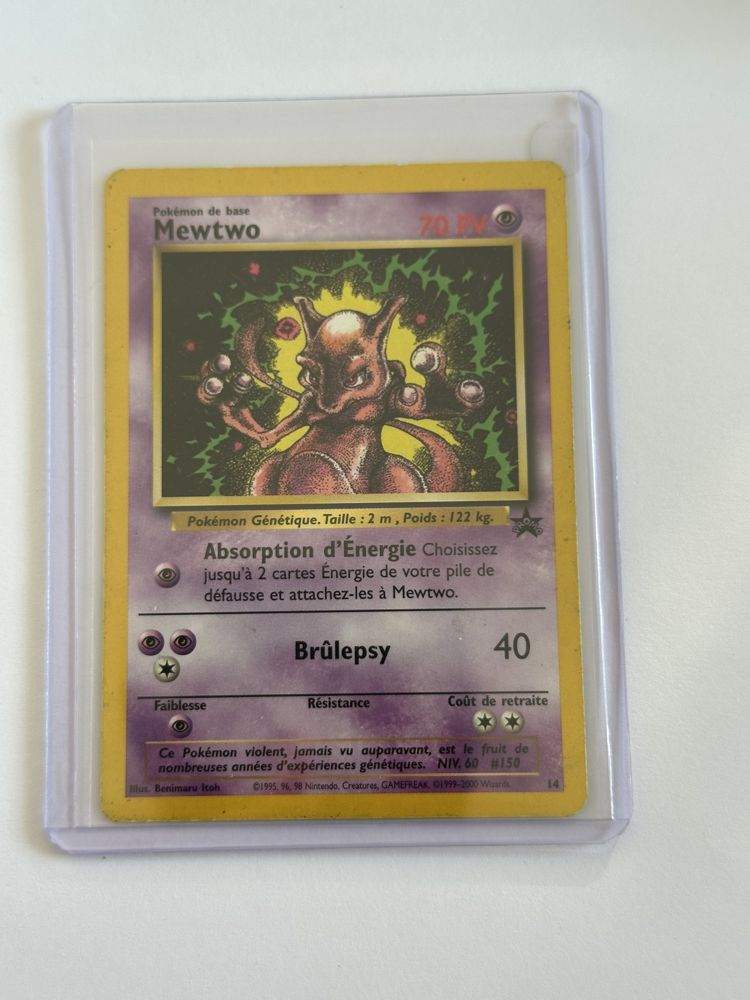 Pokémon de base
Mewtwo
70 PV
Pokémon Génétique. Taille : 2 m , Poids : 122 kg.
Absorption d'Énergie Choisissez
jusqu'à 2 cartes Énergie de votre pile de
défausse et attachez-les à Mewtwo.
Brûlepsy 40
Faiblesse Résistance Coût de retraite
Ce Pokémon violent, jamais vu auparavant, est le fruit de
nombreuses années d'expériences génétiques. NIV. 60 #150
Illus. Benimaru Itoh ©1995, 96, 98 Nintendo, Creatures, GAMEFREAK. ©1999-2000 Wizards. 14